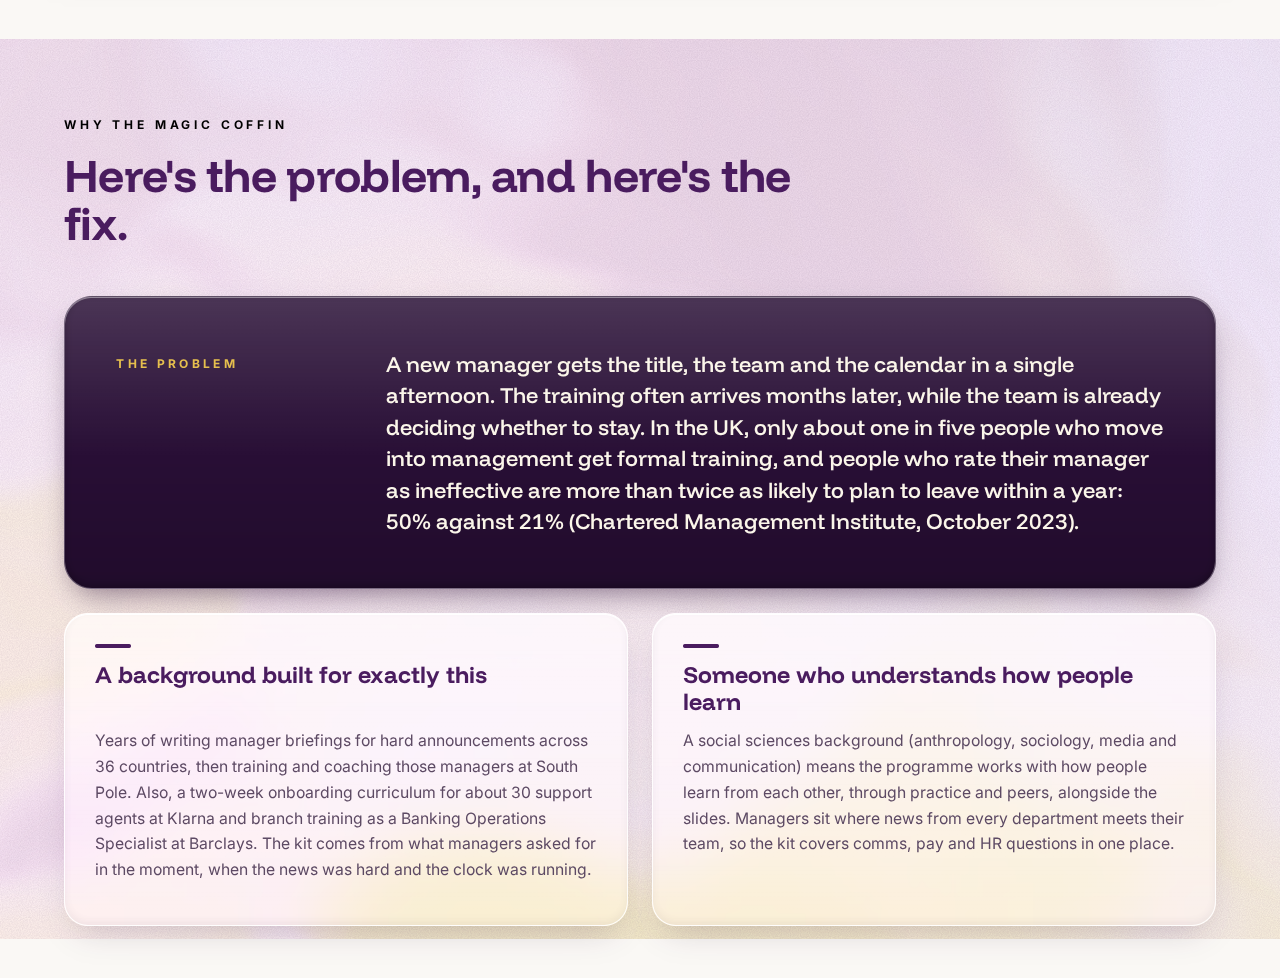 WHY THE MAGIC COFFIN
Here's the problem, and here's the
fix.
THE PROBLEM
A new manager gets the title, the team and the calendar in a single
afternoon. The training often arrives months later, while the team is already
deciding whether to stay. In the UK, only about one in five people who move
into management get formal training, and people who rate their manager
as ineffective are more than twice as likely to plan to leave within a year:
50% against 21% (Chartered Management Institute, October 2023).
A background built for exactly this
Years of writing manager briefings for hard announcements across
36 countries, then training and coaching those managers at South
Pole. Also, a two-week onboarding curriculum for about 30 support
agents at Klarna and branch training as a Banking Operations
Specialist at Barclays. The kit comes from what managers asked for
in the moment, when the news was hard and the clock was running.
Someone who understands how people
learn
A social sciences background (anthropology, sociology, media and
communication) means the programme works with how people
learn from each other, through practice and peers, alongside the
slides. Managers sit where news from every department meets their
team, so the kit covers comms, pay and HR questions in one place.